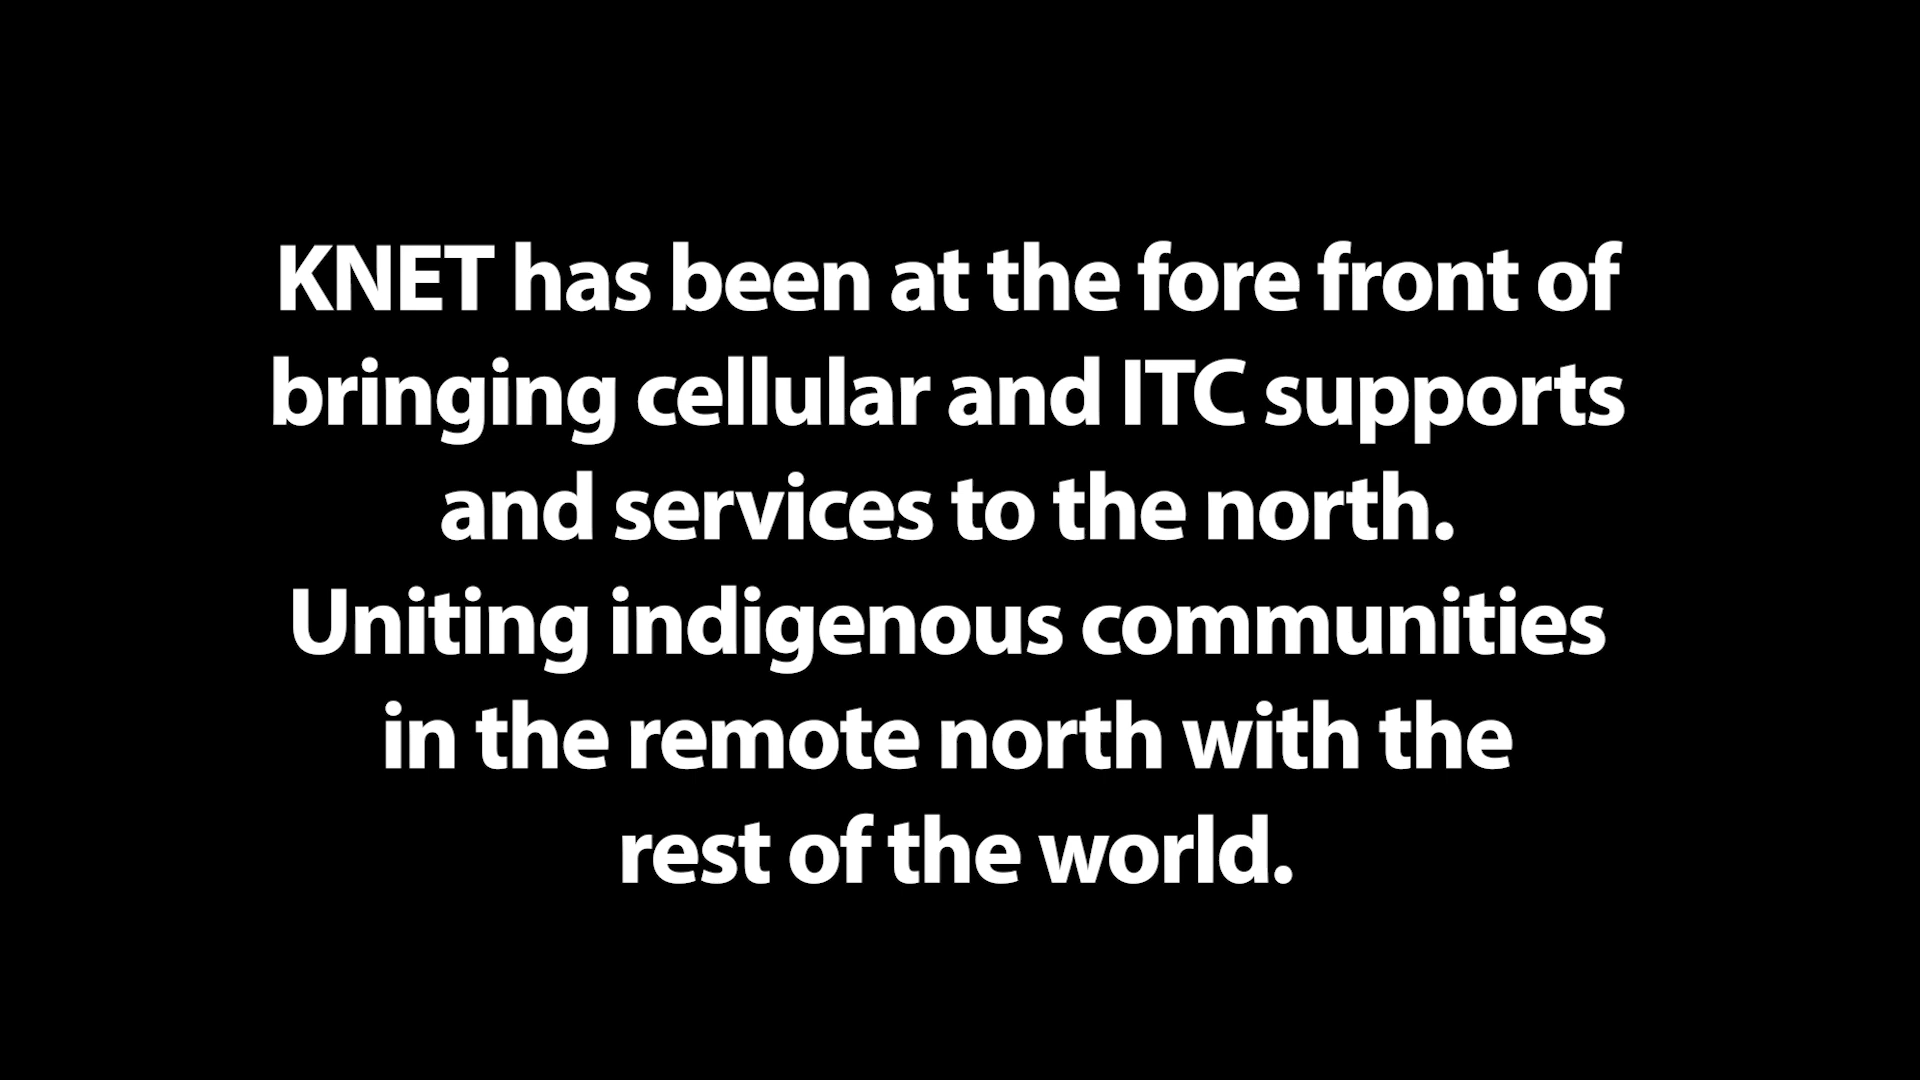 KNET has been at the fore front of
bringing cellular and ITC supports
and services to the north.
Uniting indigenous communities
in the remote north with the
rest of the world.